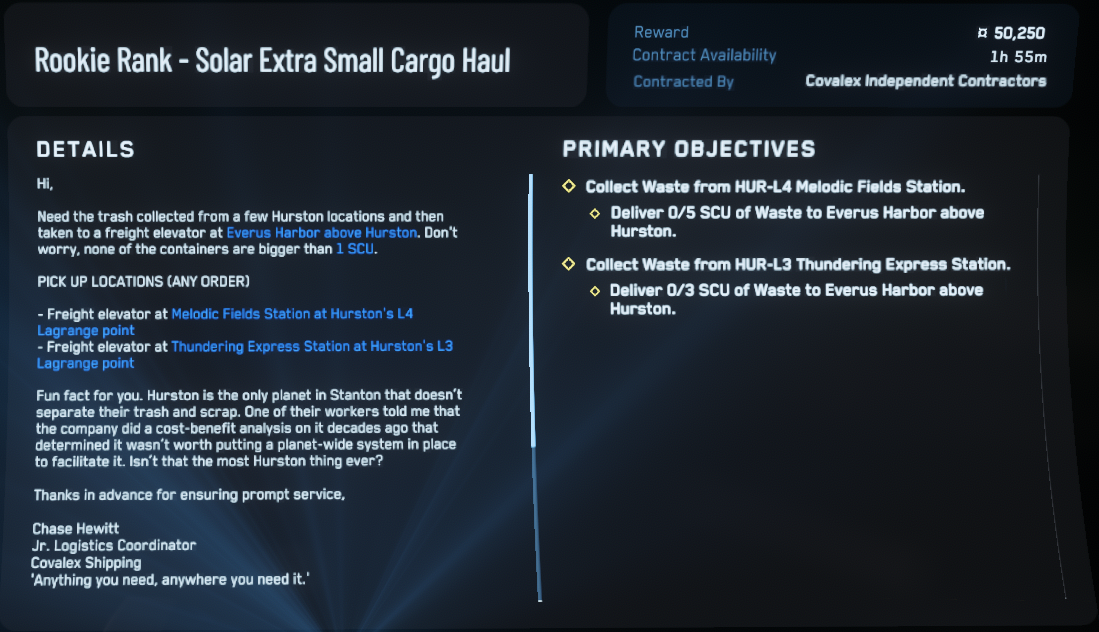 Rookie Rank - Solar Extra Small Cargo Haul
Reward ¤ 50,250
Contract Availability 1h 55m
Contracted By Covalex Independent Contractors
DETAILS
Hi,
Need the trash collected from a few Hurston locations and then
taken to a freight elevator at Everus Harbor above Hurston. Don't
worry, none of the containers are bigger than 1 SCU.
PICK UP LOCATIONS (ANY ORDER)
- Freight elevator at Melodic Fields Station at Hurston's L4
Lagrange point
- Freight elevator at Thundering Express Station at Hurston's L3
Lagrange point
Fun fact for you. Hurston is the only planet in Stanton that doesn't
separate their trash and scrap. One of their workers told me that
the company did a cost-benefit analysis on it decades ago that
determined it wasn't worth putting a planet-wide system in place
to facilitate it. Isn't that the most Hurston thing ever?
Thanks in advance for ensuring prompt service,
Chase Hewitt
Jr. Logistics Coordinator
Covalex Shipping
'Anything you need, anywhere you need it.'
PRIMARY OBJECTIVES
Collect Waste from HUR-L4 Melodic Fields Station.
Deliver 0/5 SCU of Waste to Everus Harbor above
Hurston.
Collect Waste from HUR-L3 Thundering Express Station.
Deliver 0/3 SCU of Waste to Everus Harbor above
Hurston.